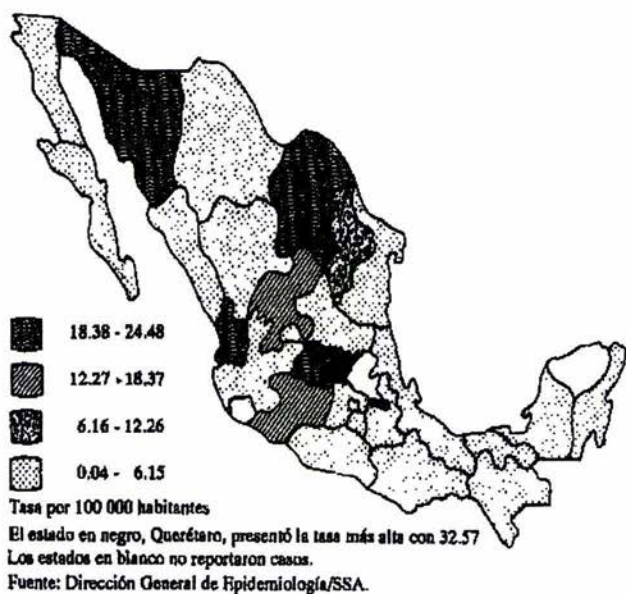 18.38 - 24.48
12.27 - 18.37
6.16 - 12.26
0.04 - 6.15
Tasa por 100 000 habitantes
El estado en negro, Querétaro, presentó la tasa más alta con 32.57
Los estados en blanco no reportaron casos.
Fuente: Dirección General de Epidemiología/SSA.